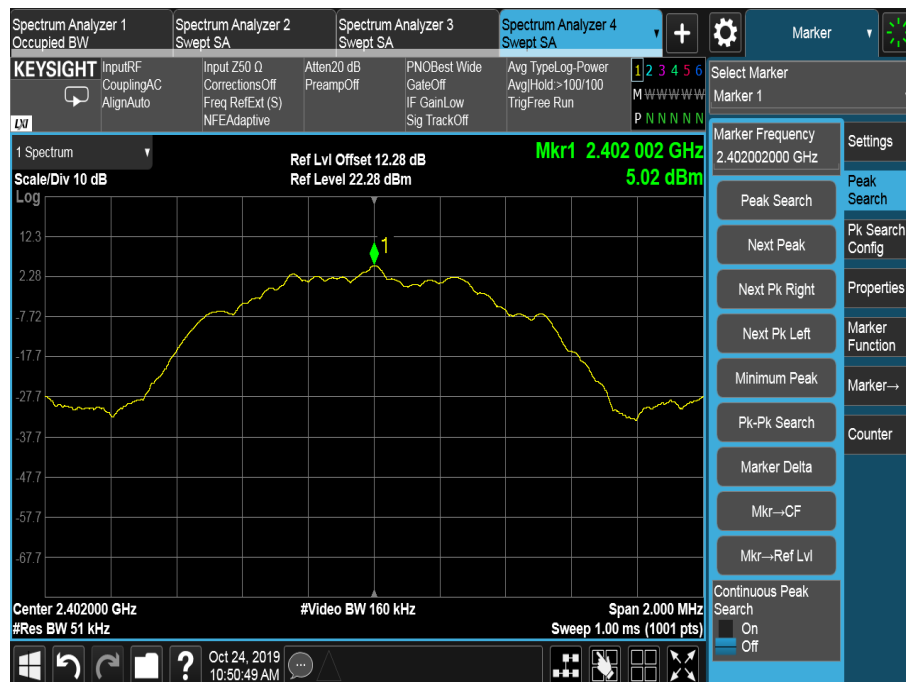 Spectrum Analyzer 1
Occupied BW
Spectrum Analyzer 2
Swept SA
Spectrum Analyzer 3
Swept SA
Spectrum Analyzer 4
Swept SA
+
Marker
KEYSIGHT
LXI
InputRF
CouplingAC
AlignAuto
Input Z50 Ω
CorrectionsOff
Freq RefExt (S)
NFEAdaptive
Atten20 dB
PreampOff
PNOBest Wide
GateOff
IF GainLow
Sig TrackOff
Avg TypeLog-Power
Avg|Hold:>100/100
TrigFree Run
1 2 3 4 5 6
M W W W W W
P N N N N N
Select Marker
Marker 1
1 Spectrum
Scale/Div 10 dB
Log
Ref Lvl Offset 12.28 dB
Ref Level 22.28 dBm
Mkr1 2.402 002 GHz
5.02 dBm
1
12.3
2.28
-7.72
-17.7
-27.7
-37.7
-47.7
-57.7
-67.7
Center 2.402000 GHz
#Res BW 51 kHz
#Video BW 160 kHz
Span 2.000 MHz
Sweep 1.00 ms (1001 pts)
Marker Frequency
2.402002000 GHz
Peak Search
Next Peak
Next Pk Right
Next Pk Left
Minimum Peak
Pk-Pk Search
Marker Delta
Mkr→CF
Mkr→Ref Lvl
Continuous Peak
Search
On
Off
Settings
Peak
Search
Pk Search
Config
Properties
Marker
Function
Marker→
Counter
?
Oct 24, 2019
10:50:49 AM